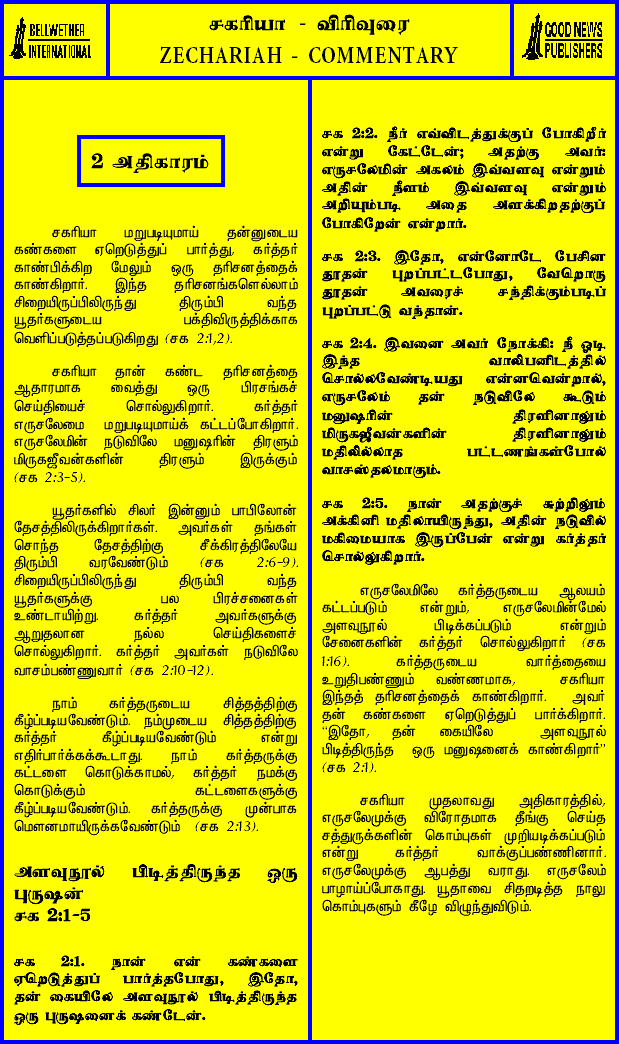 BELLWETHER
INTERNATIONAL
சகரியா - விரிவுரை
ZECHARIAH - COMMENTARY
GOOD NEWS
PUBLISHERS
2 அதிகாரம்
சகரியா மறுபடியுமாய் தன்னுடைய
கண்களை ஏறெடுத்துப் பார்த்து, கர்த்தர்
காண்பிக்கிற மேலும் ஒரு தரிசனத்தைக்
காண்கிறார். இந்த தரிசனங்களெல்லாம்
சிறையிருப்பிலிருந்து திரும்பி வந்த
யூதர்களுடைய பக்திவிருத்திக்காக
வெளிப்படுத்தப்படுகிறது (சக 2:1,2).
சகரியா தான் கண்ட தரிசனத்தை
ஆதாரமாக வைத்து ஒரு பிரசங்கச்
செய்தியைச் சொல்லுகிறார். கர்த்தர்
எருசலேமை மறுபடியுமாய்க் கட்டப்போகிறார்.
எருசலேமின் நடுவிலே மனுஷரின் திரளும்
மிருகஜீவன்களின் திரளும் இருக்கும்
(சக 2:3-5).
யூதர்களில் சிலர் இன்னும் பாபிலோன்
தேசத்திலிருக்கிறார்கள். அவர்கள் தங்கள்
சொந்த தேசத்திற்கு சீக்கிரத்திலேயே
திரும்பி வரவேண்டும் (சக 2:6-9).
சிறையிருப்பிலிருந்து திரும்பி வந்த
யூதர்களுக்கு பல பிரச்சனைகள்
உண்டாயிற்று. கர்த்தர் அவர்களுக்கு
ஆறுதலான நல்ல செய்திகளைச்
சொல்லுகிறார். கர்த்தர் அவர்கள் நடுவிலே
வாசம்பண்ணுவார் (சக 2:10-12).
நாம் கர்த்தருடைய சித்தத்திற்கு
கீழ்ப்படியவேண்டும். நம்முடைய சித்தத்திற்கு
கர்த்தர் கீழ்ப்படியவேண்டும் என்று
எதிர்பார்க்கக்கூடாது. நாம் கர்த்தருக்கு
கட்டளை கொடுக்காமல், கர்த்தர் நமக்கு
கொடுக்கும் கட்டளைகளுக்கு
கீழ்ப்படியவேண்டும். கர்த்தருக்கு முன்பாக
மௌனமாயிருக்கவேண்டும் (சக 2:13).
அளவுநூல் பிடித்திருந்த ஒரு
புருஷன்
சக 2:1-5
சக 2:1. நான் என் கண்களை
ஏறெடுத்துப் பார்த்தபோது, இதோ,
தன் கையிலே அளவுநூல் பிடித்திருந்த
ஒரு புருஷனைக் கண்டேன்.
சக 2:2. நீர் எவ்விடத்துக்குப் போகிறீர்
என்று கேட்டேன்; அதற்கு அவர்:
எருசலேமின் அகலம் இவ்வளவு என்றும்
அதின் நீளம் இவ்வளவு என்றும்
அறியும்படி அதை அளக்கிறதற்குப்
போகிறேன் என்றார்.
சக 2:3. இதோ, என்னோடே பேசின
தூதன் புறப்பட்டபோது, வேறொரு
தூதன் அவரைச் சந்திக்கும்படிப்
புறப்பட்டு வந்தான்.
சக 2:4. இவனை அவர் நோக்கி: நீ ஓடி
இந்த வாலிபனிடத்தில்
சொல்லவேண்டியது என்னவென்றால்,
எருசலேம் தன் நடுவிலே கூடும்
மனுஷரின் திரளினாலும்
மிருகஜீவன்களின் திரளினாலும்
மதிலில்லாத பட்டணங்கள்போல்
வாசஸ்தலமாகும்.
சக 2:5. நான் அதற்குச் சுற்றிலும்
அக்கினி மதிலாயிருந்து, அதின் நடுவில்
மகிமையாக இருப்பேன் என்று கர்த்தர்
சொல்லுகிறார்.
எருசலேமிலே கர்த்தருடைய ஆலயம்
கட்டப்படும் என்றும், எருசலேமின்மேல்
அளவுநூல் பிடிக்கப்படும் என்றும்
சேனைகளின் கர்த்தர் சொல்லுகிறார் (சக
1:16). கர்த்தருடைய வார்த்தையை
உறுதிபண்ணும் வண்ணமாக, சகரியா
இந்தத் தரிசனத்தைக் காண்கிறார். அவர்
தன் கண்களை ஏறெடுத்துப் பார்க்கிறார்.
"இதோ, தன் கையிலே அளவுநூல்
பிடித்திருந்த ஒரு மனுஷனைக் காண்கிறார்"
(சக 2:1).
சகரியா முதலாவது அதிகாரத்தில்,
எருசலேமுக்கு விரோதமாக தீங்கு செய்த
சத்துருக்களின் கொம்புகள் முறியடிக்கப்படும்
என்று கர்த்தர் வாக்குப்பண்ணினார்.
எருசலேமுக்கு ஆபத்து வராது. எருசலேம்
பாழாய்ப்போகாது. யூதாவை சிதறடித்த நாலு
கொம்புகளும் கீழே விழுந்துவிடும்.